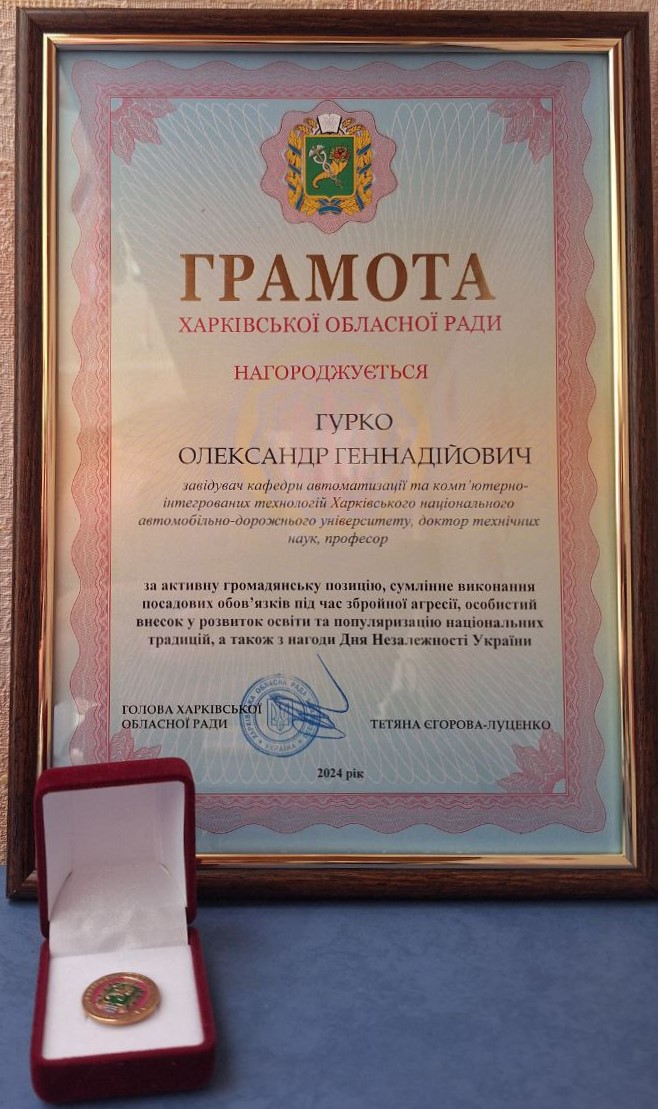 ГРАМОТА
ХАРКІВСЬКОЇ ОБЛАСНОЇ РАДИ
НАГОРОДЖУЄТЬСЯ
ГУРКО
ОЛЕКСАНДР ГЕННАДІЙОВИЧ
завідувач кафедри автоматизації та комп'ютерно-
інтегрованих технологій Харківського національного
автомобільно-дорожнього університету, доктор технічних
наук, професор
за активну громадянську позицію, сумлінне виконання
посадових обов’язків під час збройної агресії, особистий
внесок у розвиток освіти та популяризацію національних
традицій, а також з нагоди Дня Незалежності України
ГОЛОВА ХАРКІВСЬКОЇ
ОБЛАСНОЇ РАДИ
ТЕТЯНА ЄГОРОВА-ЛУЦЕНКО
2024 рік